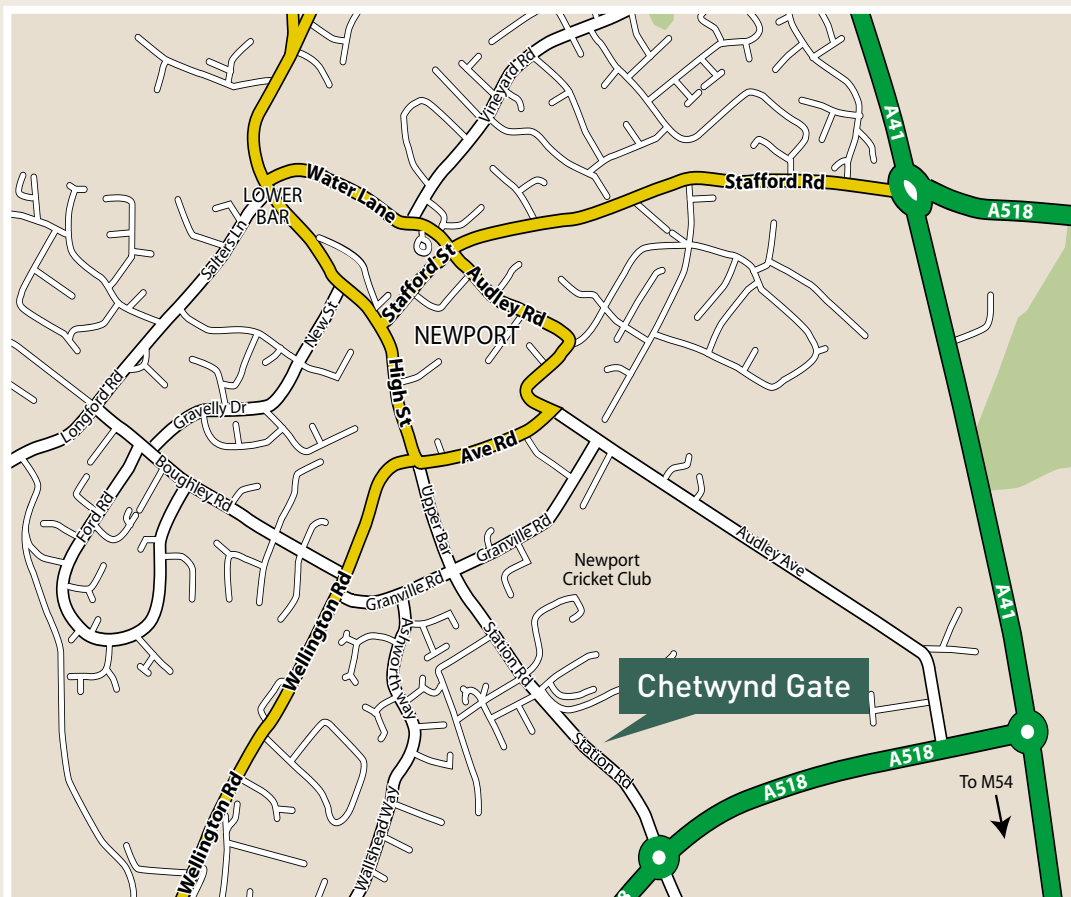 Vineyard Rd
A41
Water Lane
Stafford Rd
LOWER
BAR
A518
Salters Ln
Stafford St
Audley Rd
New St
NEWPORT
High St
Longford Rd
Gravelly Dr
Ave Rd
Boughley Rd
Upper Bar
Ford Rd
Granville Rd
Audley Ave
Newport
Cricket Club
Granville Rd
A41
Wellington Rd
Ashworth way
Station Rd
Chetwynd Gate
Station Rd
A518
A518
To M54
Wellington Rd
Wallshead Way
8